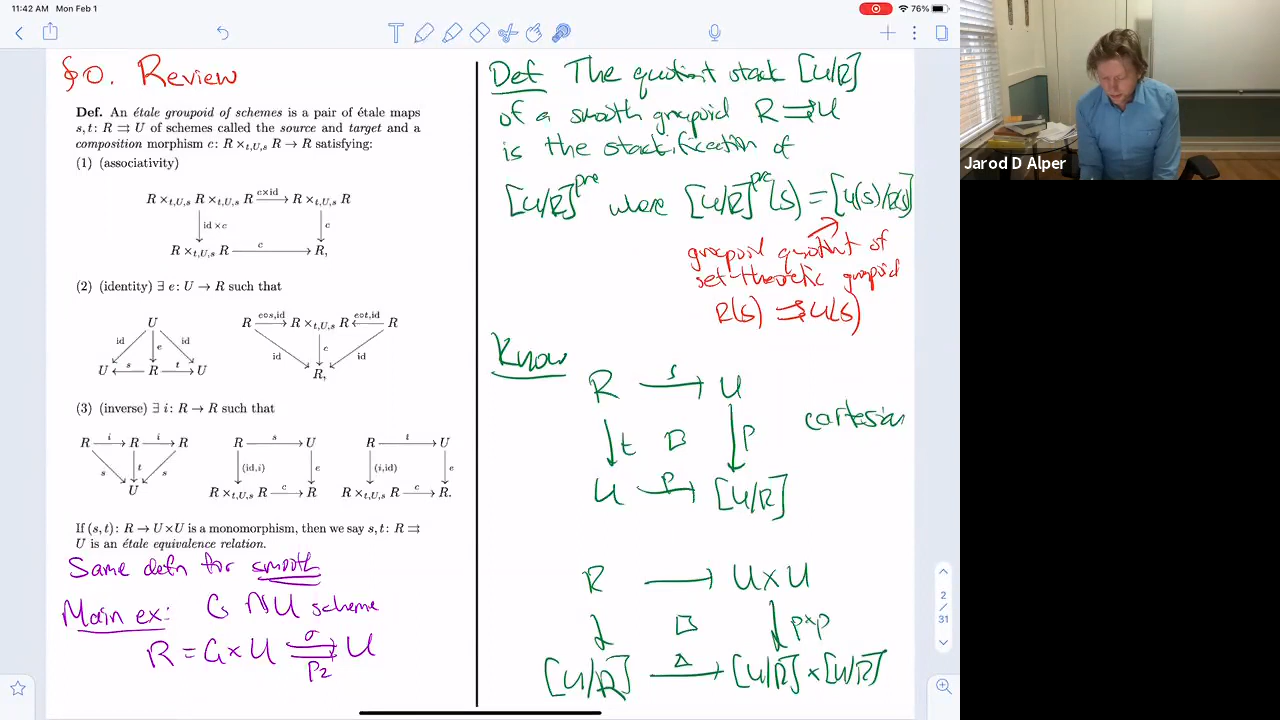 11:42 AM Mon Feb 1
76%
§0. Review
Def. An étale groupoid of schemes is a pair of étale maps
s, t: R ⇉ U of schemes called the source and target and a
composition morphism c: R ×_{t,U,s} R → R satisfying:
(1) (associativity)
R ×_{t,U,s} R ×_{t,U,s} R —c×id→ R ×_{t,U,s} R
id × c
c
R ×_{t,U,s} R —c→ R,
(2) (identity) ∃ e: U → R such that
U
id e id
U ←s— R —t→ U
R —e∘s,id→ R ×_{t,U,s} R ←e∘t,id— R
id c id
R,
(3) (inverse) ∃ i: R → R such that
R —i→ R —i→ R
s t s
U
R —s→ U
(id,i) e
R ×_{t,U,s} R —c→ R
R —t→ U
(i,id) e
R ×_{t,U,s} R —c→ R.
If (s, t): R → U×U is a monomorphism, then we say s, t: R ⇉
U is an étale equivalence relation.
Same defn for smooth
Main ex: G ↷ U scheme
R = G × U ⇉ U
σ
p2
Def The quotient stack [U/R]
of a smooth groupoid R ⇉ U
is the stackification of
[U/R]^pre where [U/R]^pre(S) = [U(S)/R(S)]
groupoid quotient of
set-theoretic groupoid
R(S) ⇉ U(S)
Know
R —s→ U
t □ p
cartesian
U —p→ [U/R]
R → U × U
□ p×p
[U/R] —Δ→ [U/R] × [U/R]
2
/
31
Jarod D Alper